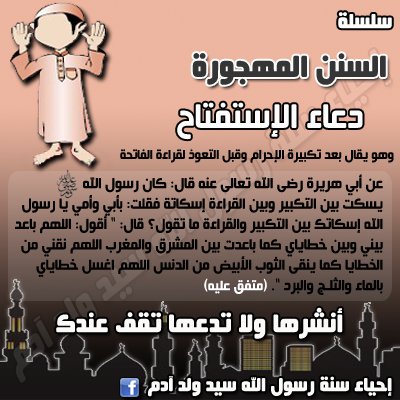 سلسلة
السنن المهجورة
دعاء الإستفتاح
وهو يقال بعد تكبيرة الإحرام وقبل التعوذ لقراءة الفاتحة
عن أبي هريرة رضى الله تعالى عنه قال: كان رسول الله ﷺ
يسكت بين التكبير وبين القراءة إسكاتة فقلت: بأبي وأمي يا رسول
الله إسكاتك بين التكبير والقراءة ما تقول؟ قال: " أقول: اللهم باعد
بيني وبين خطاياي كما باعدت بين المشرق والمغرب اللهم نقني من
الخطايا كما ينقى الثوب الأبيض من الدنس اللهم اغسل خطاياي
بالماء والثلج والبرد ". (متفق عليه)
أنشرها ولا تدعها تقف عندك
إحياء سنة رسول الله سيد ولد آدم